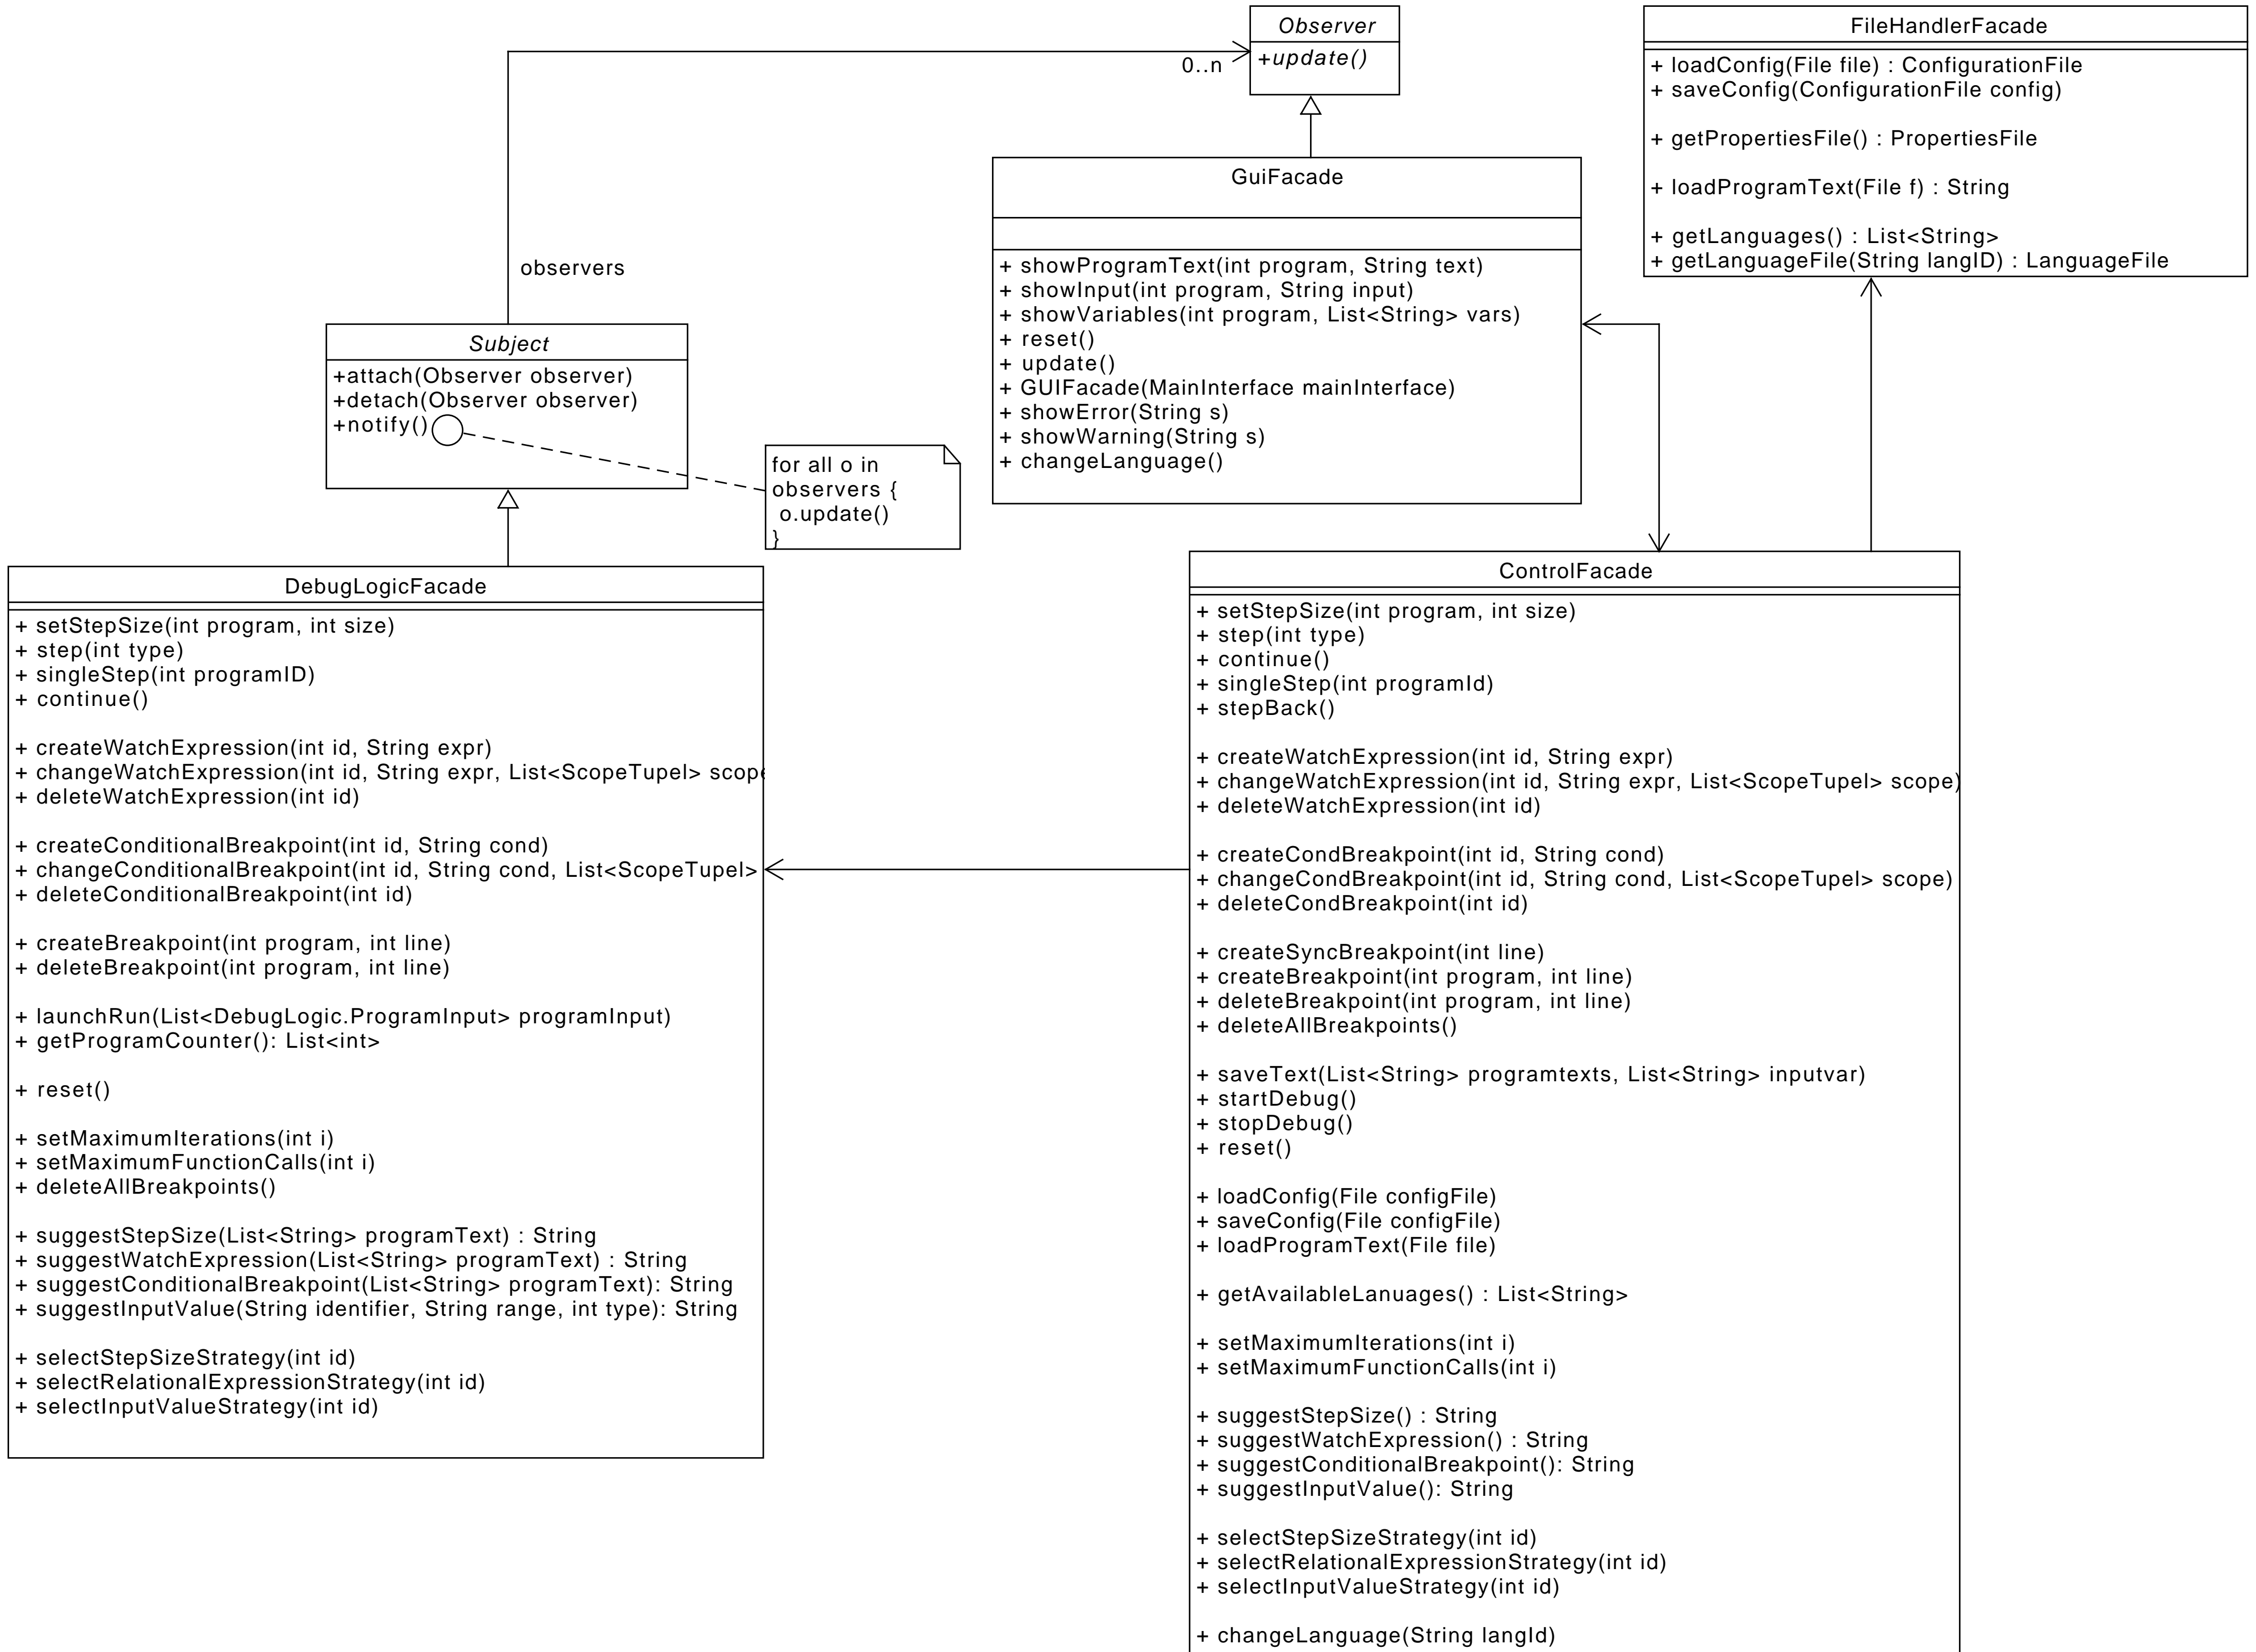 Observer
+update()
0..n
FileHandlerFacade
+ loadConfig(File file) : ConfigurationFile
+ saveConfig(ConfigurationFile config)
+ getPropertiesFile() : PropertiesFile
+ loadProgramText(File f) : String
+ getLanguages() : List<String>
+ getLanguageFile(String langID) : LanguageFile
GuiFacade
+ showProgramText(int program, String text)
+ showInput(int program, String input)
+ showVariables(int program, List<String> vars)
+ reset()
+ update()
+ GUIFacade(MainInterface mainInterface)
+ showError(String s)
+ showWarning(String s)
+ changeLanguage()
observers
Subject
+attach(Observer observer)
+detach(Observer observer)
+notify()
for all o in
observers {
o.update()
}
DebugLogicFacade
+ setStepSize(int program, int size)
+ step(int type)
+ singleStep(int programID)
+ continue()
+ createWatchExpression(int id, String expr)
+ changeWatchExpression(int id, String expr, List<ScopeTupel> scope
+ deleteWatchExpression(int id)
+ createConditionalBreakpoint(int id, String cond)
+ changeConditionalBreakpoint(int id, String cond, List<ScopeTupel>
+ deleteConditionalBreakpoint(int id)
+ createBreakpoint(int program, int line)
+ deleteBreakpoint(int program, int line)
+ launchRun(List<DebugLogic.ProgramInput> programInput)
+ getProgramCounter(): List<int>
+ reset()
+ setMaximumIterations(int i)
+ setMaximumFunctionCalls(int i)
+ deleteAllBreakpoints()
+ suggestStepSize(List<String> programText) : String
+ suggestWatchExpression(List<String> programText) : String
+ suggestConditionalBreakpoint(List<String> programText): String
+ suggestInputValue(String identifier, String range, int type): String
+ selectStepSizeStrategy(int id)
+ selectRelationalExpressionStrategy(int id)
+ selectInputValueStrategy(int id)
ControlFacade
+ setStepSize(int program, int size)
+ step(int type)
+ continue()
+ singleStep(int programId)
+ stepBack()
+ createWatchExpression(int id, String expr)
+ changeWatchExpression(int id, String expr, List<ScopeTupel> scope)
+ deleteWatchExpression(int id)
+ createCondBreakpoint(int id, String cond)
+ changeCondBreakpoint(int id, String cond, List<ScopeTupel> scope)
+ deleteCondBreakpoint(int id)
+ createSyncBreakpoint(int line)
+ createBreakpoint(int program, int line)
+ deleteBreakpoint(int program, int line)
+ deleteAllBreakpoints()
+ saveText(List<String> programtexts, List<String> inputvar)
+ startDebug()
+ stopDebug()
+ reset()
+ loadConfig(File configFile)
+ saveConfig(File configFile)
+ loadProgramText(File file)
+ getAvailableLanuages() : List<String>
+ setMaximumIterations(int i)
+ setMaximumFunctionCalls(int i)
+ suggestStepSize() : String
+ suggestWatchExpression() : String
+ suggestConditionalBreakpoint(): String
+ suggestInputValue(): String
+ selectStepSizeStrategy(int id)
+ selectRelationalExpressionStrategy(int id)
+ selectInputValueStrategy(int id)
+ changeLanguage(String langId)